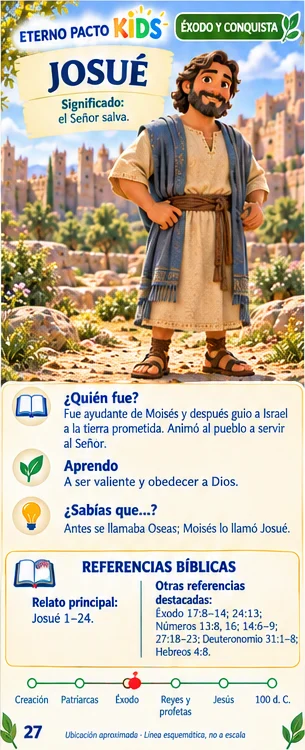 ETERNO PACTO KIDS
ÉXODO Y CONQUISTA
JOSUÉ
Significado:
el Señor salva.
¿Quién fue?
Fue ayudante de Moisés y después guio a Israel
a la tierra prometida. Animó al pueblo a servir
al Señor.
Aprendo
A ser valiente y obedecer a Dios.
¿Sabías que...?
Antes se llamaba Oseas; Moisés lo llamó Josué.
REFERENCIAS BÍBLICAS
Relato principal:
Josué 1–24.
Otras referencias
destacadas:
Éxodo 17:8–14; 24:13;
Números 13:8, 16; 14:6–9;
27:18–23; Deuteronomio 31:1–8;
Hebreos 4:8.
Creación
Patriarcas
Éxodo
Reyes y
profetas
Jesús
100 d. C.
27
Ubicación aproximada · Línea esquemática, no a escala